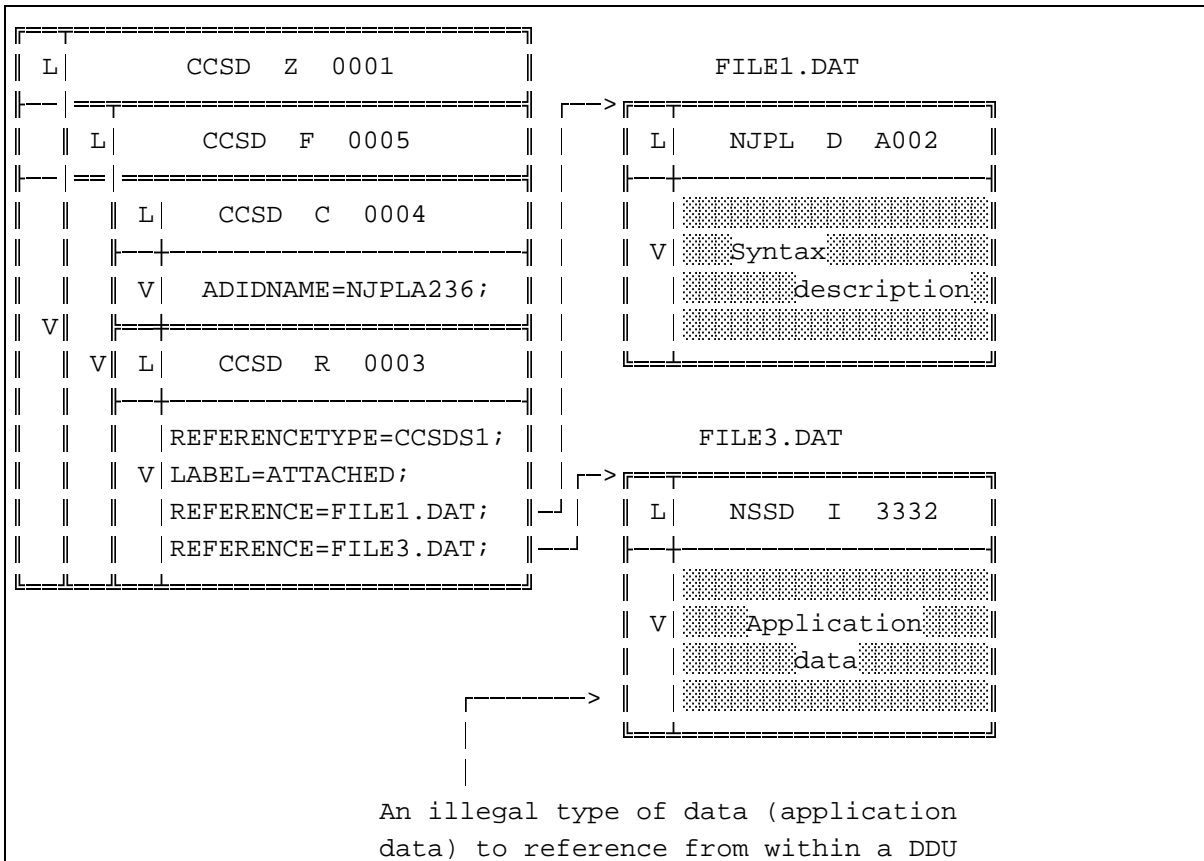 L CCSD Z 0001
L CCSD F 0005
L CCSD C 0004
V ADIDNAME=NJPLA236;
V
V L CCSD R 0003
REFERENCETYPE=CCSDS1;
V LABEL=ATTACHED;
REFERENCE=FILE1.DAT;
REFERENCE=FILE3.DAT;
FILE1.DAT
L NJPL D A002
V Syntax
description
FILE3.DAT
L NSSD I 3332
V Application
data
An illegal type of data (application
data) to reference from within a DDU